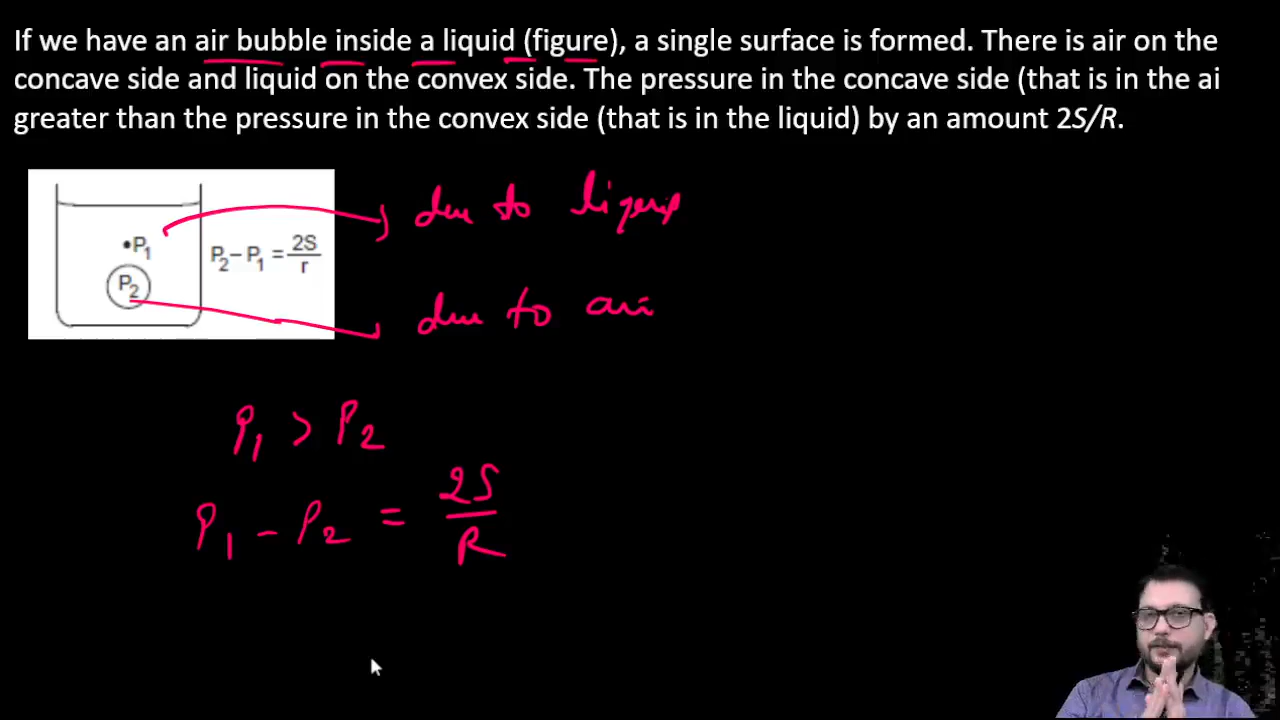 If we have an air bubble inside a liquid (figure), a single surface is formed. There is air on the
concave side and liquid on the convex side. The pressure in the concave side (that is in the ai
greater than the pressure in the convex side (that is in the liquid) by an amount 2S/R.
due to
•P₁
P₂–P₁ = 2S/r
P₂
due to
P₁ > P₂
P₁ – P₂ = 2S/R